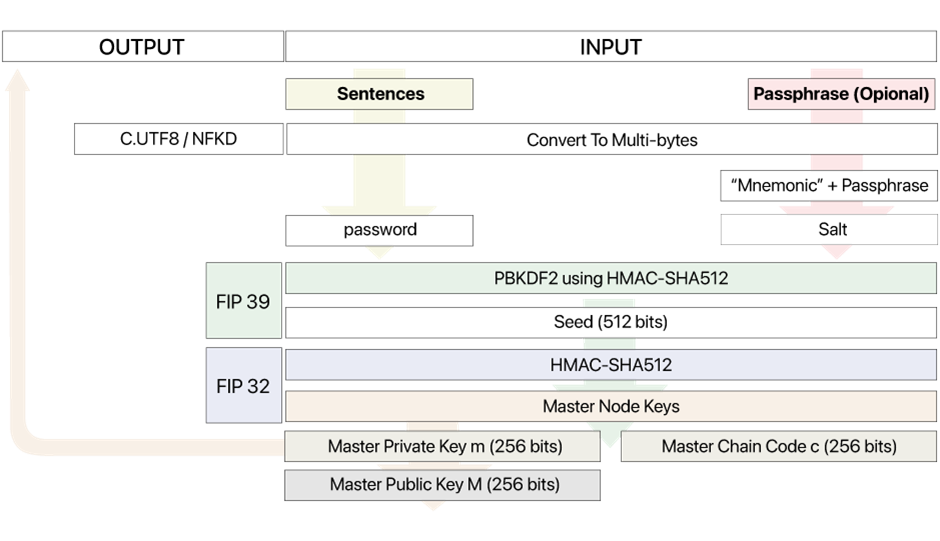 OUTPUT
INPUT
Sentences
Passphrase (Opional)
C.UTF8 / NFKD
Convert To Multi-bytes
“Mnemonic” + Passphrase
password
Salt
FIP 39
PBKDF2 using HMAC-SHA512
Seed (512 bits)
FIP 32
HMAC-SHA512
Master Node Keys
Master Private Key m (256 bits)
Master Chain Code c (256 bits)
Master Public Key M (256 bits)